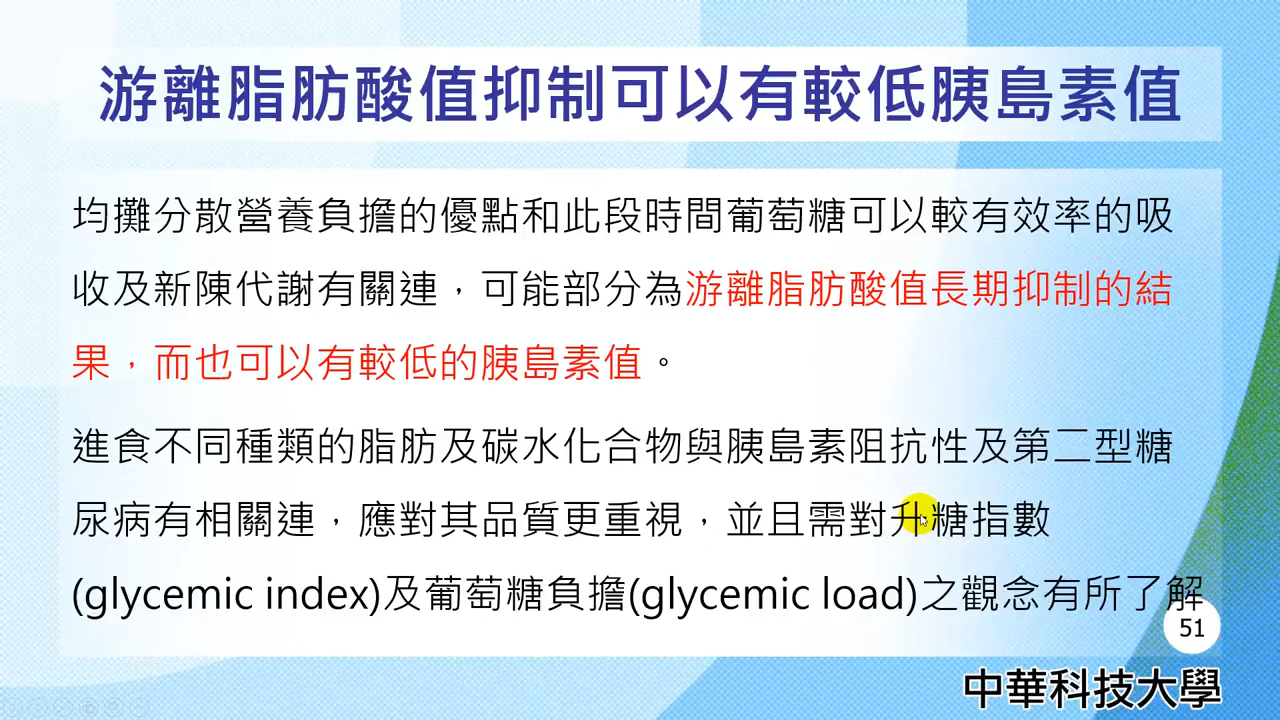 游離脂肪酸值抑制可以有較低胰島素值
均攤分散營養負擔的優點和此段時間葡萄糖可以較有效率的吸
收及新陳代謝有關連，可能部分為游離脂肪酸值長期抑制的結
果，而也可以有較低的胰島素值。
進食不同種類的脂肪及碳水化合物與胰島素阻抗性及第二型糖
尿病有相關連，應對其品質更重視，並且需對升糖指數
(glycemic index)及葡萄糖負擔(glycemic load)之觀念有所了解
51
中華科技大學